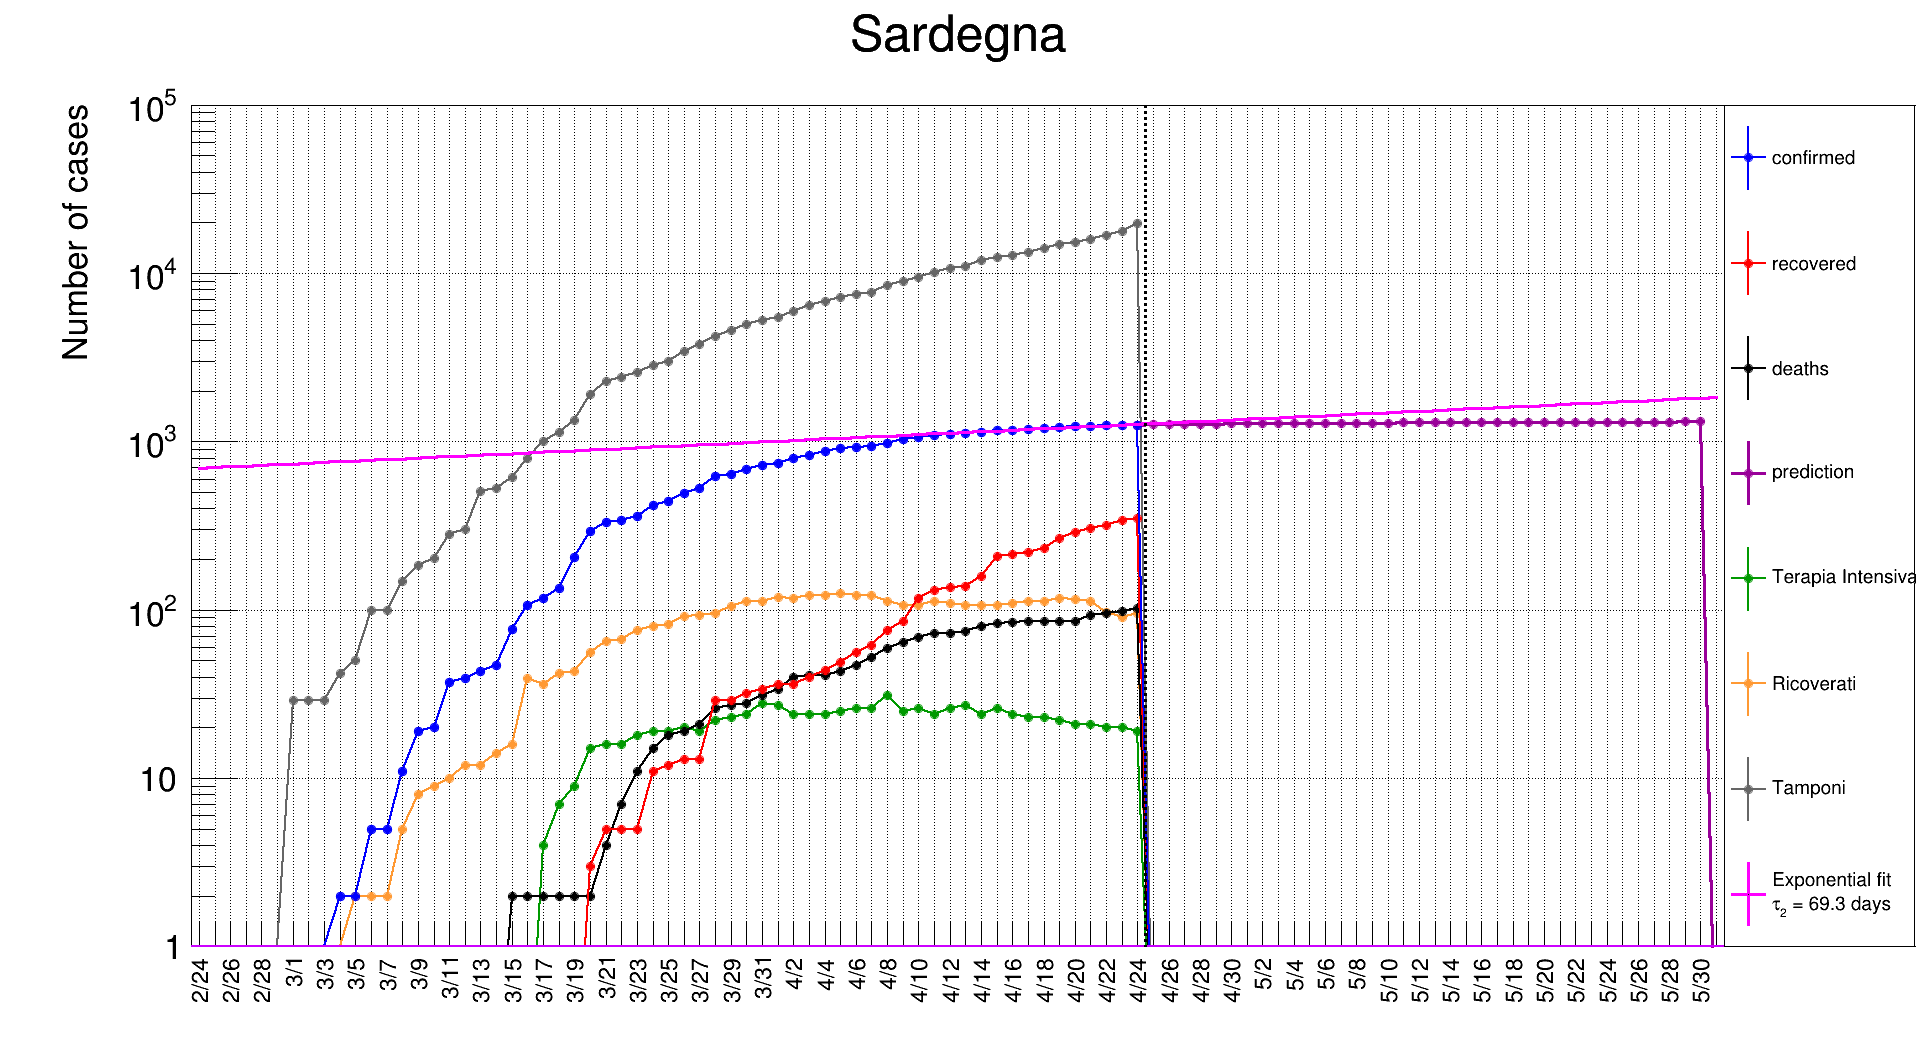 Sardegna
Number of cases
10^5
10^4
10^3
10^2
10
1
2/24 2/26 2/28 3/1 3/3 3/5 3/7 3/9 3/11 3/13 3/15 3/17 3/19 3/21 3/23 3/25 3/27 3/29 3/31 4/2 4/4 4/6 4/8 4/10 4/12 4/14 4/16 4/18 4/20 4/22 4/24 4/26 4/28 4/30 5/2 5/4 5/6 5/8 5/10 5/12 5/14 5/16 5/18 5/20 5/22 5/24 5/26 5/28 5/30
confirmed
recovered
deaths
prediction
Terapia Intensiva
Ricoverati
Tamponi
Exponential fit
τ₂ = 69.3 days